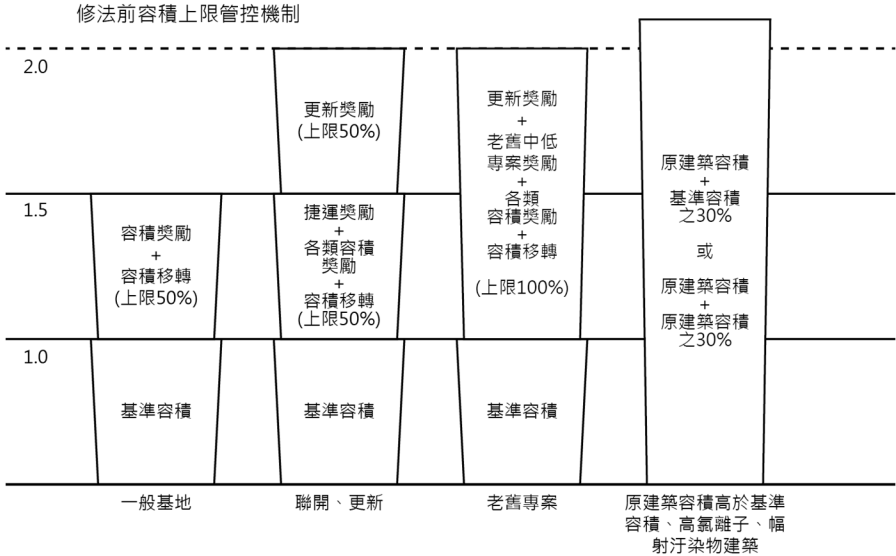 修法前容積上限管控機制
2.0
更新獎勵
(上限50%)
更新獎勵
+
老舊中低
專案獎勵
+
各類
容積獎勵
+
容積移轉
(上限100%)
原建築容積
+
基準容積
之30%
或
原建築容積
+
原建築容積
之30%
1.5
容積獎勵
+
容積移轉
(上限50%)
捷運獎勵
+
各類容積
獎勵
+
容積移轉
(上限50%)
1.0
基準容積
基準容積
基準容積
一般基地
聯開、更新
老舊專案
原建築容積高於基準
容積、高氯離子、幅
射汙染物建築